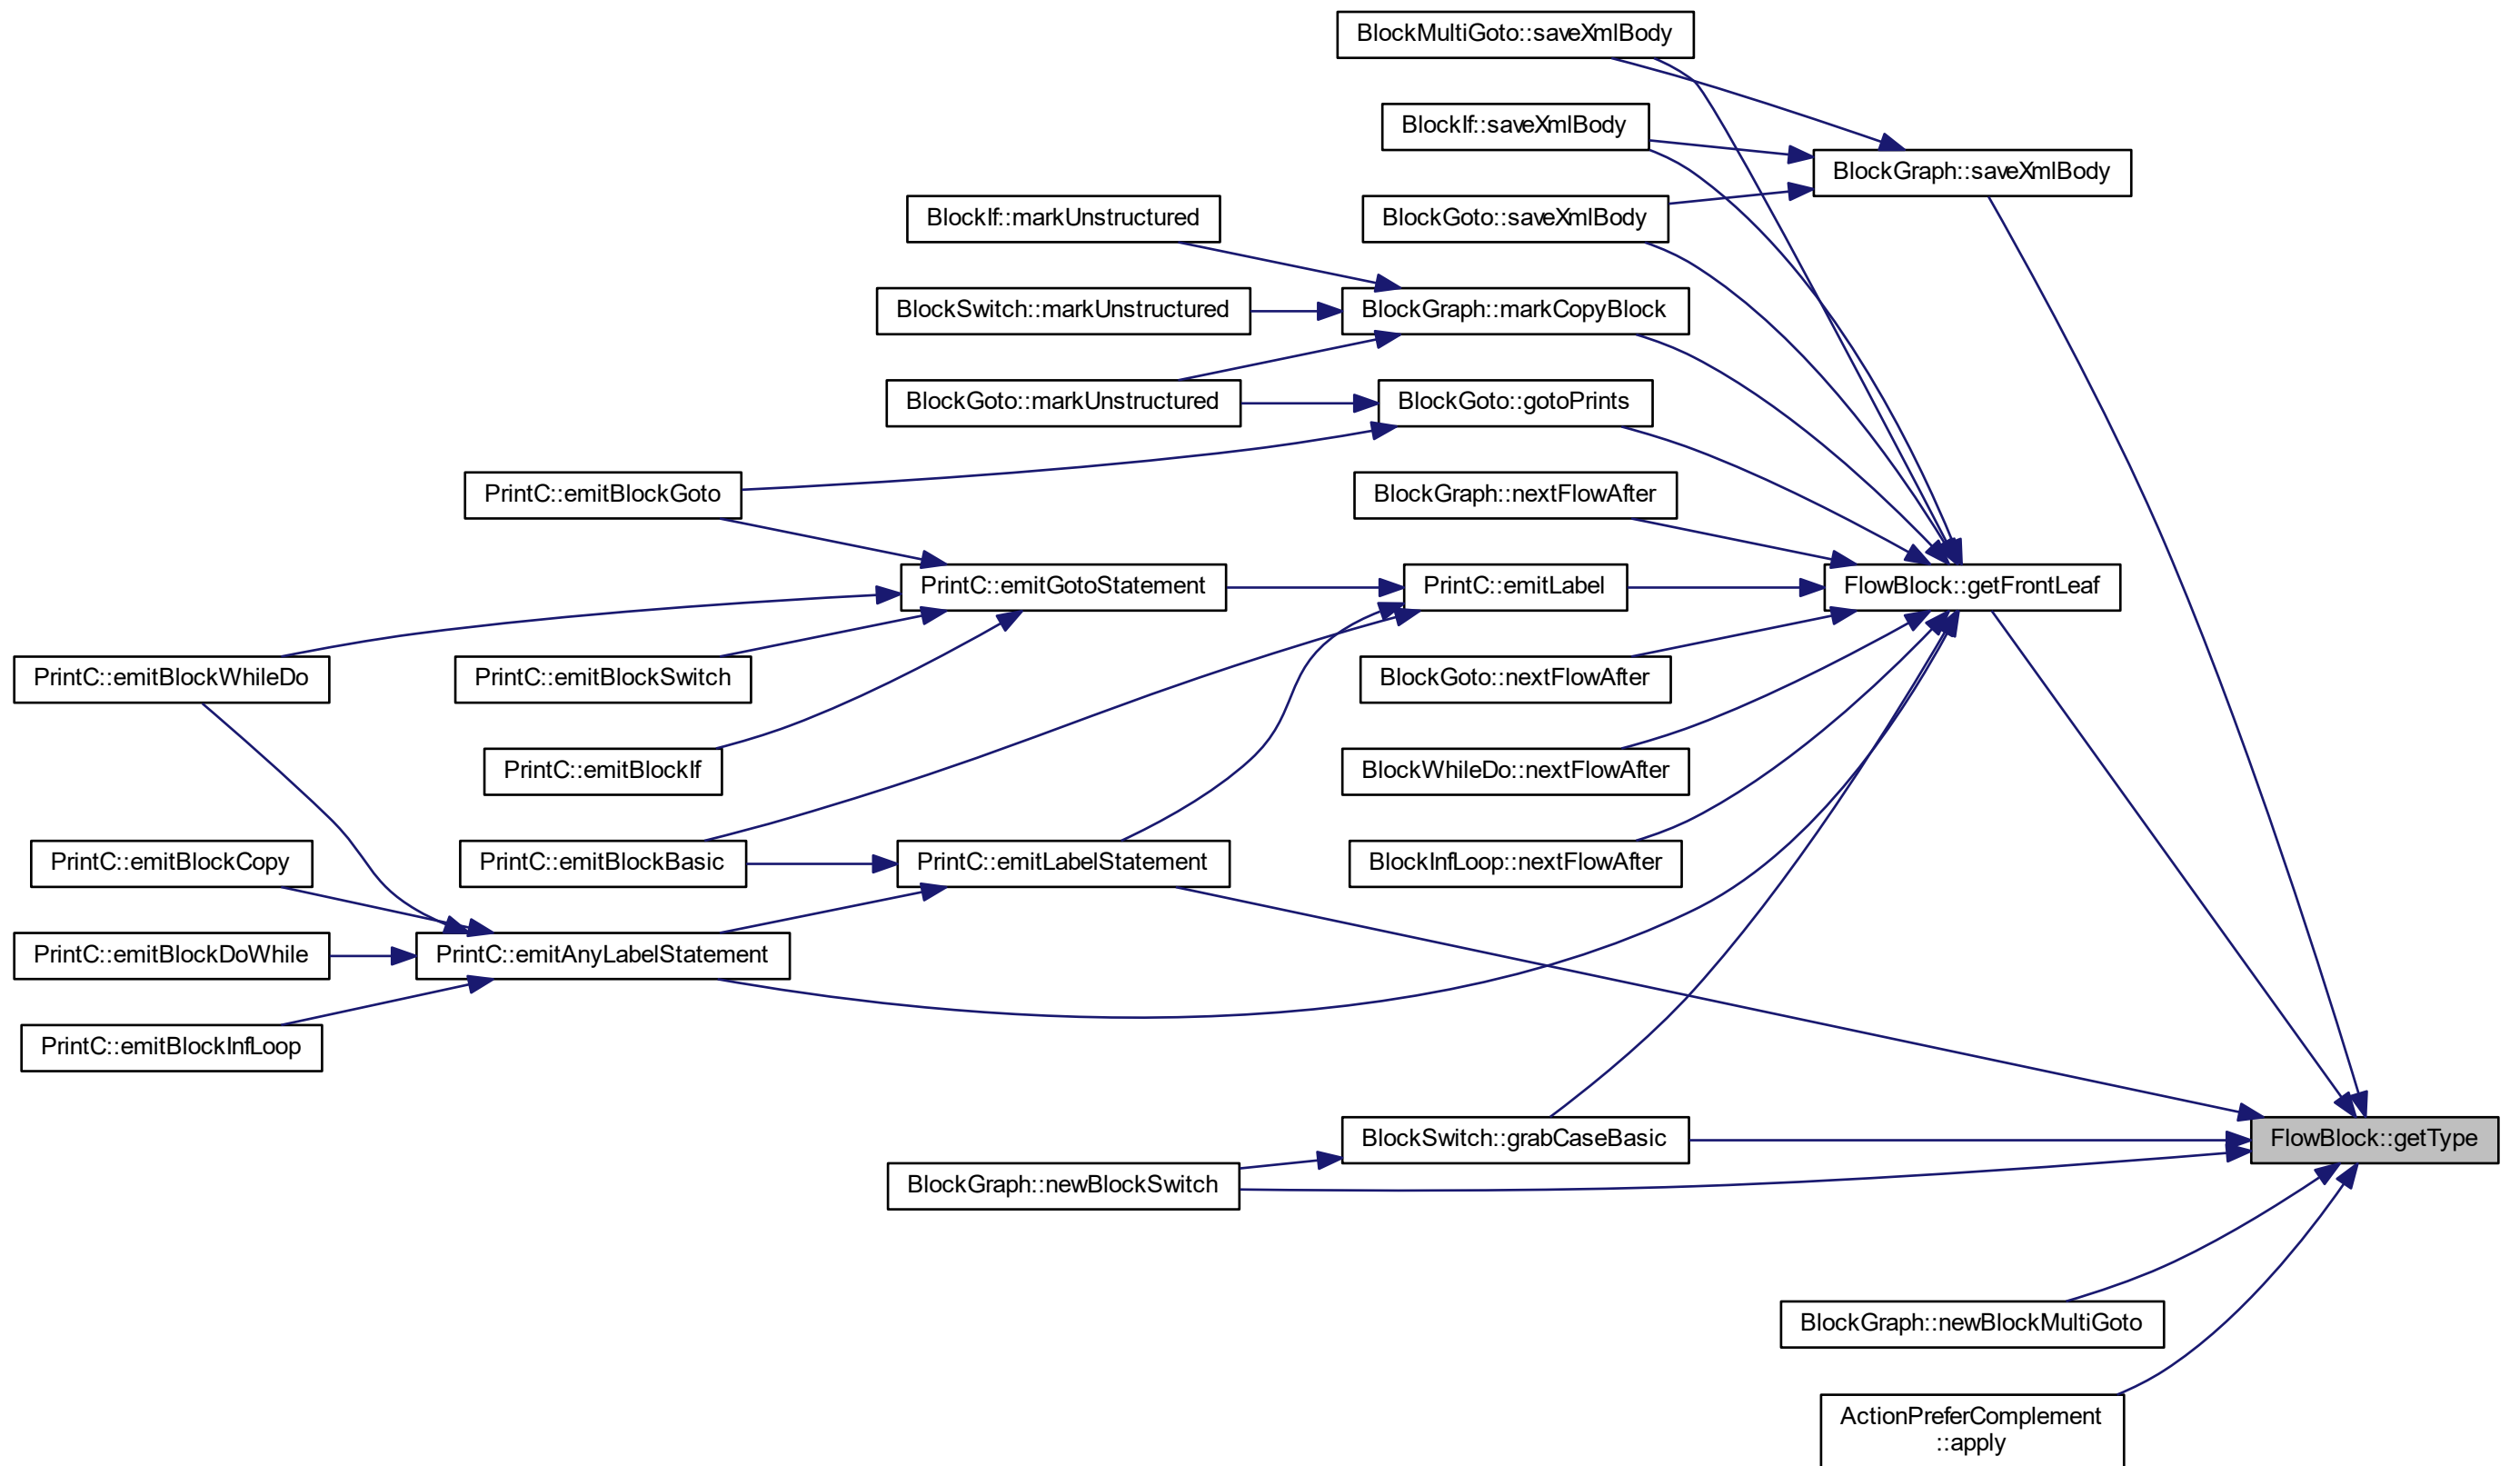 BlockMultiGoto::saveXmlBody
BlockIf::saveXmlBody
BlockGraph::saveXmlBody
BlockIf::markUnstructured
BlockGoto::saveXmlBody
BlockSwitch::markUnstructured
BlockGraph::markCopyBlock
BlockGoto::markUnstructured
BlockGoto::gotoPrints
PrintC::emitBlockGoto
BlockGraph::nextFlowAfter
PrintC::emitGotoStatement
PrintC::emitLabel
FlowBlock::getFrontLeaf
PrintC::emitBlockWhileDo
PrintC::emitBlockSwitch
BlockGoto::nextFlowAfter
PrintC::emitBlockIf
BlockWhileDo::nextFlowAfter
PrintC::emitBlockCopy
PrintC::emitBlockBasic
PrintC::emitLabelStatement
BlockInfLoop::nextFlowAfter
PrintC::emitBlockDoWhile
PrintC::emitAnyLabelStatement
PrintC::emitBlockInfLoop
BlockSwitch::grabCaseBasic
FlowBlock::getType
BlockGraph::newBlockSwitch
BlockGraph::newBlockMultiGoto
ActionPreferComplement
::apply